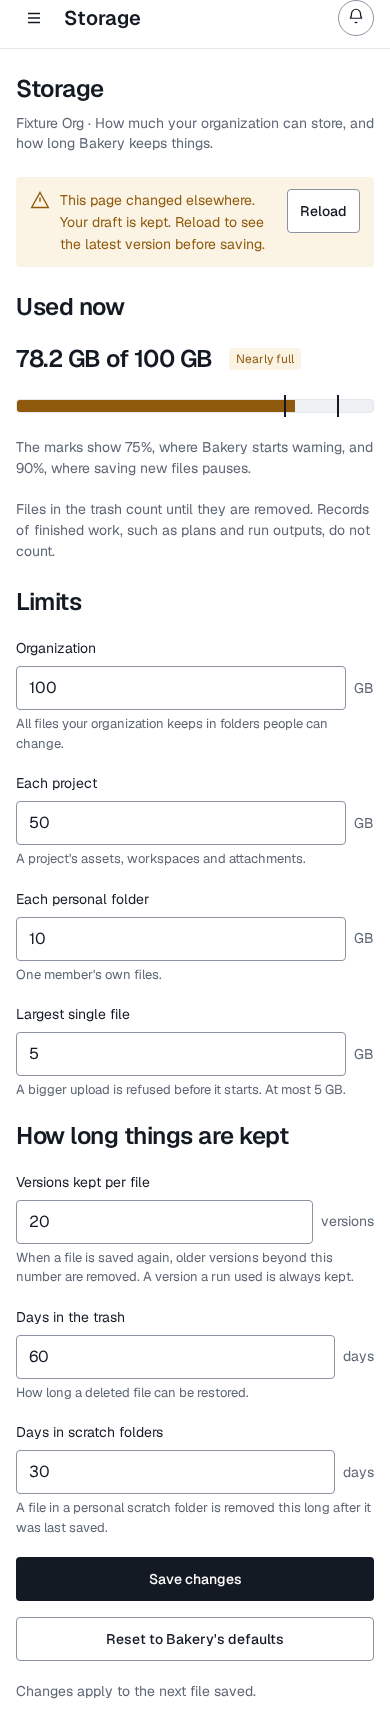 Storage
Storage
Fixture Org · How much your organization can store, and
how long Bakery keeps things.
This page changed elsewhere.
Your draft is kept. Reload to see
the latest version before saving.
Reload
Used now
78.2 GB of 100 GB
Nearly full
The marks show 75%, where Bakery starts warning, and
90%, where saving new files pauses.
Files in the trash count until they are removed. Records
of finished work, such as plans and run outputs, do not
count.
Limits
Organization
100
GB
All files your organization keeps in folders people can
change.
Each project
50
GB
A project's assets, workspaces and attachments.
Each personal folder
10
GB
One member's own files.
Largest single file
5
GB
A bigger upload is refused before it starts. At most 5 GB.
How long things are kept
Versions kept per file
20
versions
When a file is saved again, older versions beyond this
number are removed. A version a run used is always kept.
Days in the trash
60
days
How long a deleted file can be restored.
Days in scratch folders
30
days
A file in a personal scratch folder is removed this long after it
was last saved.
Save changes
Reset to Bakery's defaults
Changes apply to the next file saved.